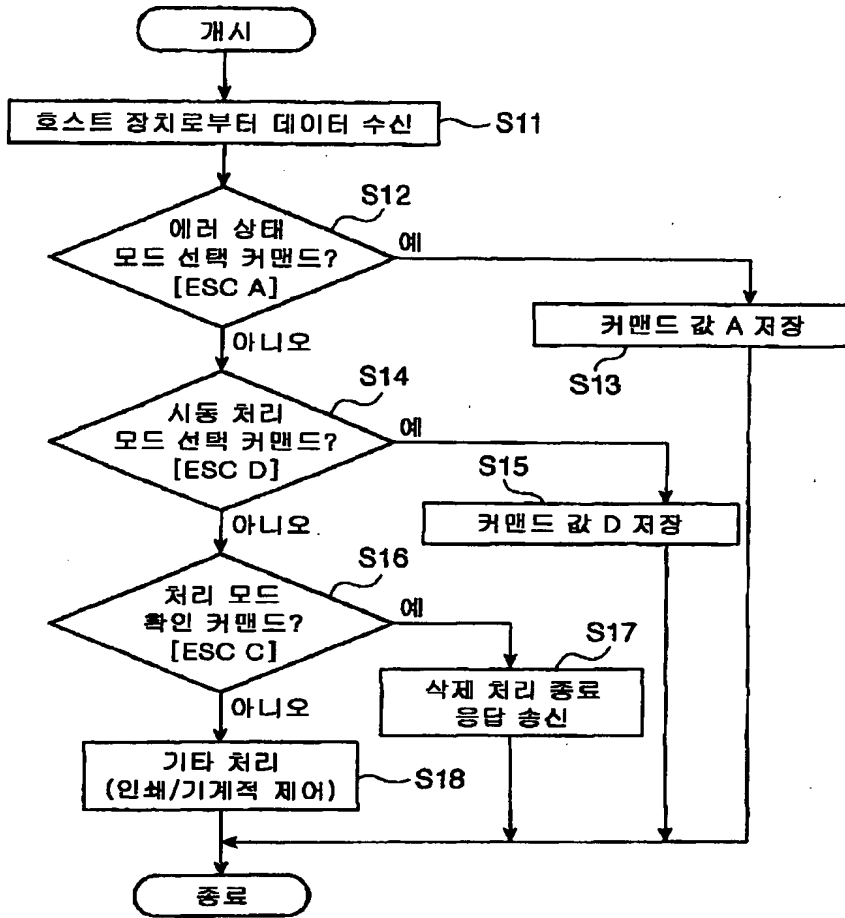 개시
호스트 장치로부터 데이터 수신
S11
S12
에러 상태
모드 선택 커맨드?
[ESC A]
예
커맨드 값 A 저장
S13
아니오
S14
시동 처리
모드 선택 커맨드?
[ESC D]
예
S15
커맨드 값 D 저장
아니오
S16
처리 모드
확인 커맨드?
[ESC C]
예
S17
삭제 처리 종료
응답 송신
아니오
기타 처리
(인쇄/기계적 제어)
S18
종료